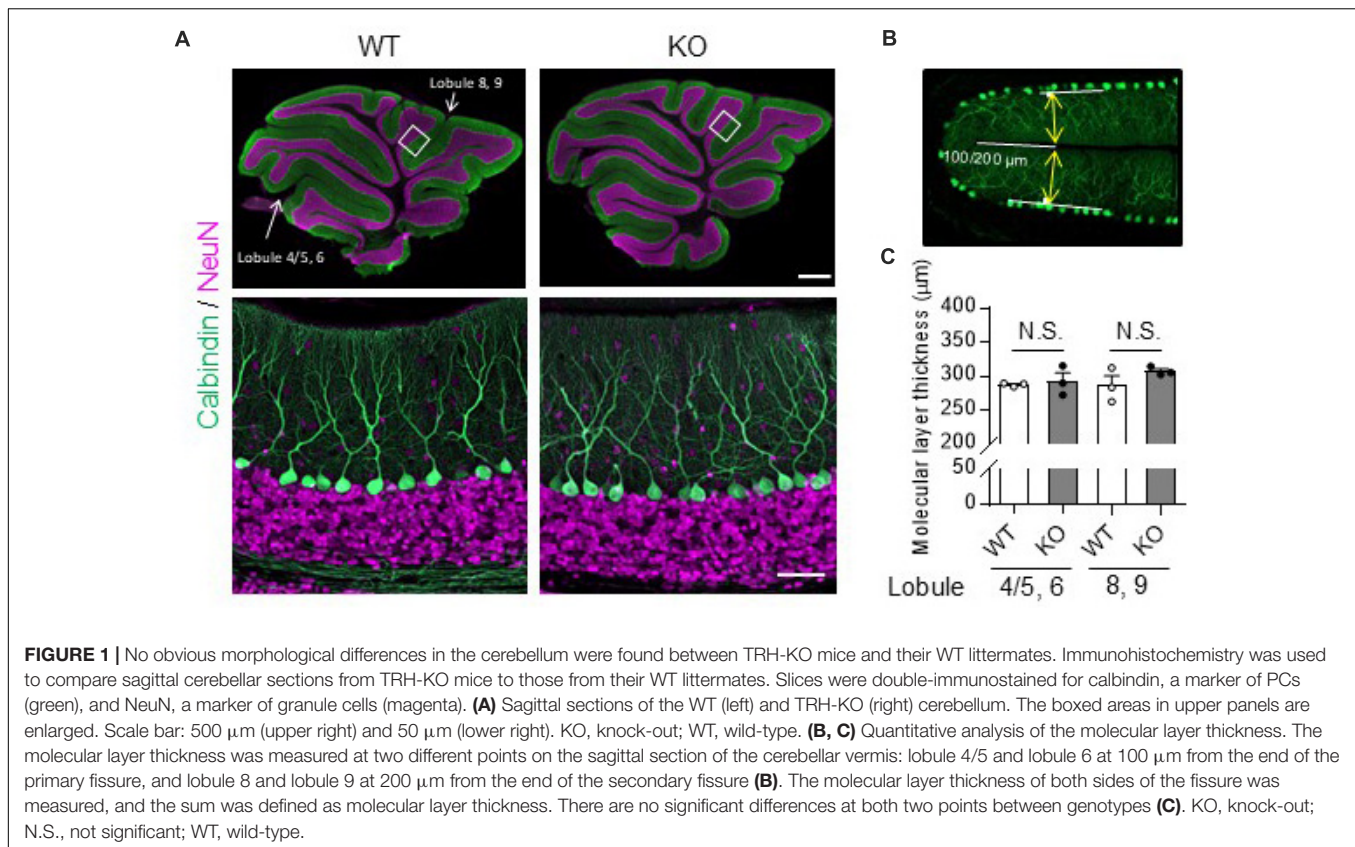 A
WT
KO
Calbindin / NeuN
Lobule 8, 9
Lobule 4/5, 6
B
100/200 μm
C
Molecular layer thickness (μm)
400
350
300
250
200
50
0
N.S.
N.S.
WT
KO
WT
KO
Lobule
4/5, 6
8, 9
FIGURE 1 | No obvious morphological differences in the cerebellum were found between TRH-KO mice and their WT littermates. Immunohistochemistry was used
to compare sagittal cerebellar sections from TRH-KO mice to those from their WT littermates. Slices were double-immunostained for calbindin, a marker of PCs
(green), and NeuN, a marker of granule cells (magenta). (A) Sagittal sections of the WT (left) and TRH-KO (right) cerebellum. The boxed areas in upper panels are
enlarged. Scale bar: 500 μm (upper right) and 50 μm (lower right). KO, knock-out; WT, wild-type. (B, C) Quantitative analysis of the molecular layer thickness. The
molecular layer thickness was measured at two different points on the sagittal section of the cerebellar vermis: lobule 4/5 and lobule 6 at 100 μm from the end of the
primary fissure, and lobule 8 and lobule 9 at 200 μm from the end of the secondary fissure (B). The molecular layer thickness of both sides of the fissure was
measured, and the sum was defined as molecular layer thickness. There are no significant differences at both two points between genotypes (C). KO, knock-out;
N.S., not significant; WT, wild-type.